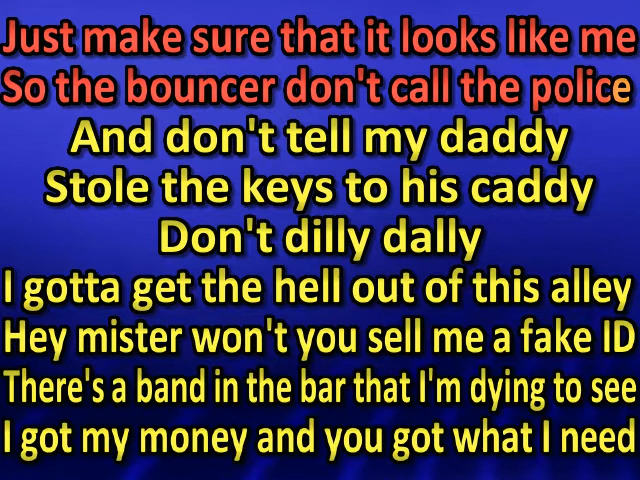 Just make sure that it looks like me
So the bouncer don't call the police
And don't tell my daddy
Stole the keys to his caddy
Don't dilly dally
I gotta get the hell out of this alley
Hey mister won't you sell me a fake ID
There's a band in the bar that I'm dying to see
I got my money and you got what I need